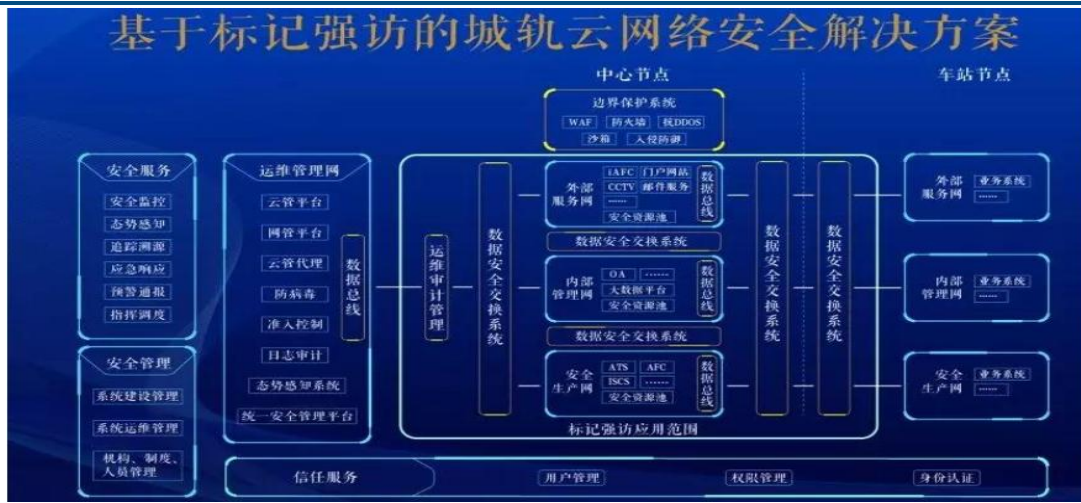 基于标记强访的城轨云网络安全解决方案
中心节点
车站节点
边界保护系统
WAF 防火墙 抗DDOS
沙箱 入侵防御
安全服务
安全监控
态势感知
追踪溯源
应急响应
预警通报
指挥调度
安全管理
系统建设管理
系统运维管理
机构、制度、
人员管理
运维管理网
云管平台
网管平台
云管代理
防病毒
准入控制
日志审计
态势感知系统
统一安全管理平台
数据总线
运维审计管理
数据安全交换系统
外部
服务网
iAFC 门户网站
CCTV 邮件服务
······
安全资源池
数据总线
数据安全交换系统
内部
管理网
OA ······
大数据平台
安全资源池
数据总线
数据安全交换系统
安全
生产网
ATS AFC
ISCS ······
安全资源池
数据总线
数据安全交换系统
数据安全交换系统
标记强访应用范围
外部
服务网
业务系统
······
内部
管理网
业务系统
······
安全
生产网
业务系统
······
信任服务
用户管理
权限管理
身份认证